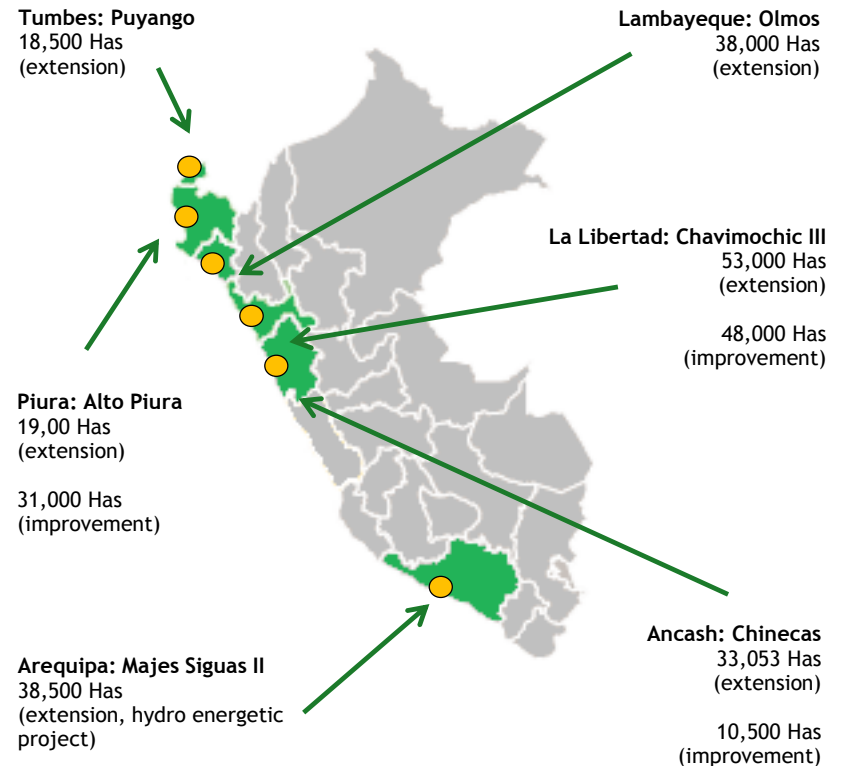 Tumbes: Puyango
18,500 Has
(extension)
Lambayeque: Olmos
38,000 Has
(extension)
La Libertad: Chavimochic III
53,000 Has
(extension)
48,000 Has
(improvement)
Piura: Alto Piura
19,00 Has
(extension)
31,000 Has
(improvement)
Ancash: Chinecas
33,053 Has
(extension)
10,500 Has
(improvement)
Arequipa: Majes Siguas II
38,500 Has
(extension, hydro energetic
project)